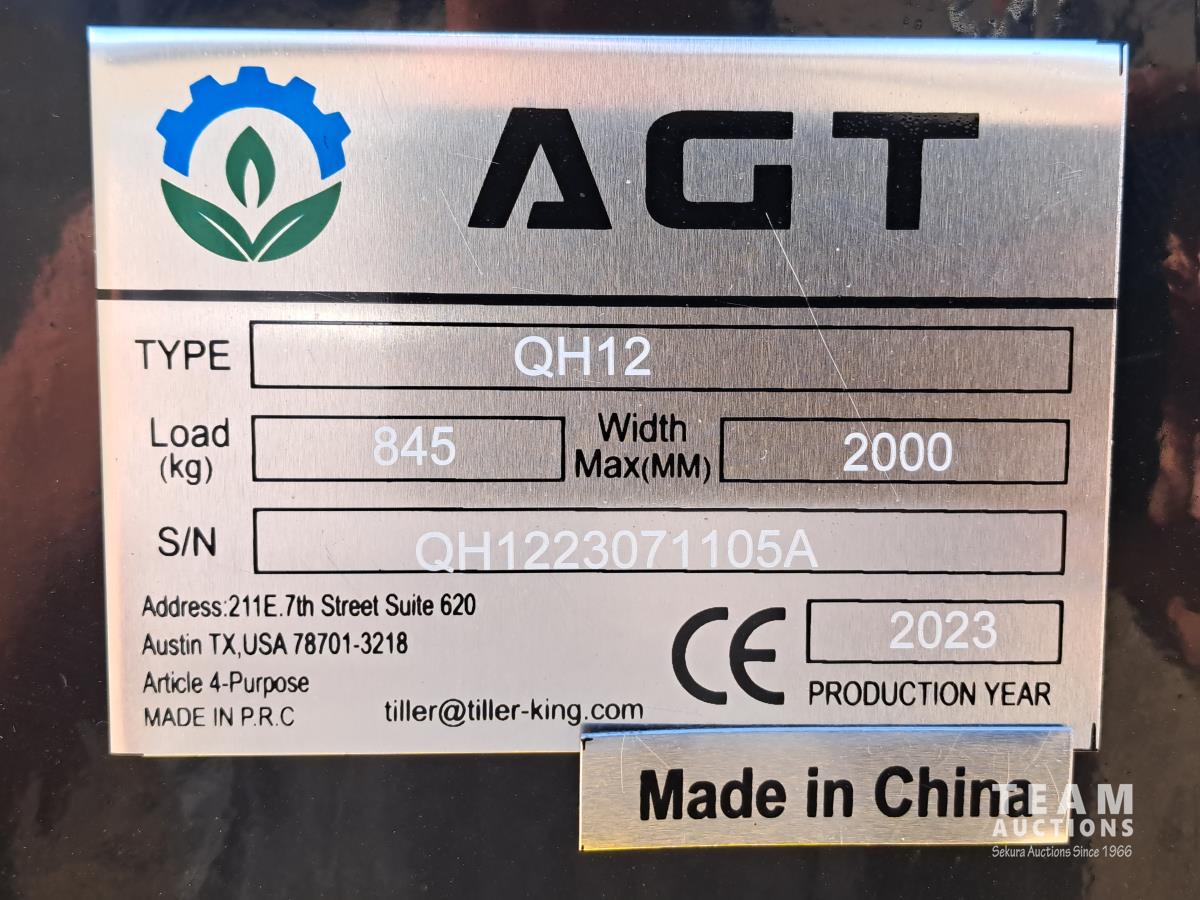 AGT
TYPE QH12
Load (kg) 845 Width Max(MM) 2000
S/N QH1223071105A
Address:211E.7th Street Suite 620
Austin TX,USA 78701-3218
Article 4-Purpose
MADE IN P.R.C
tiller@tiller-king.com
CE
2023
PRODUCTION YEAR
Made in China
TEAM
AUCTIONS
Sekura Auctions Since 1966